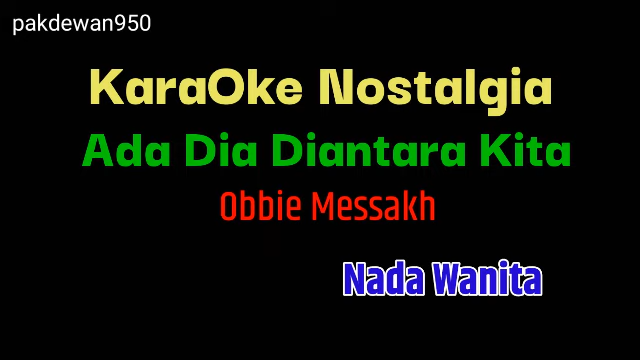 pakdewan950
KaraOke Nostalgia
Ada Dia Diantara Kita
Obbie Messakh
Nada Wanita